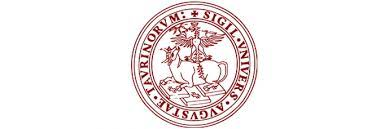 ✠ SIGIL · VNIVERS · AVGVSTAE · TAVRINORVM :